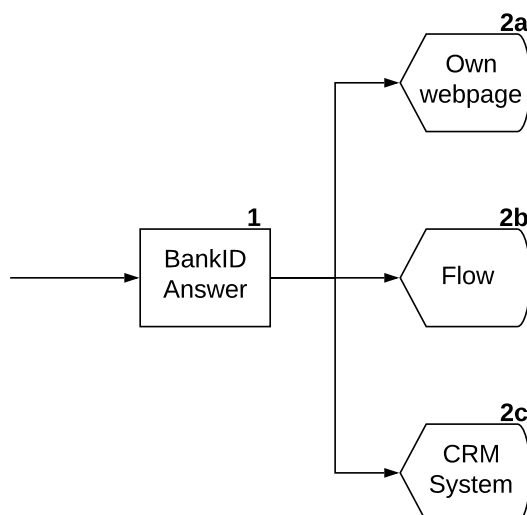 2a
Own
webpage
1
BankID
Answer
2b
Flow
2c
CRM
System